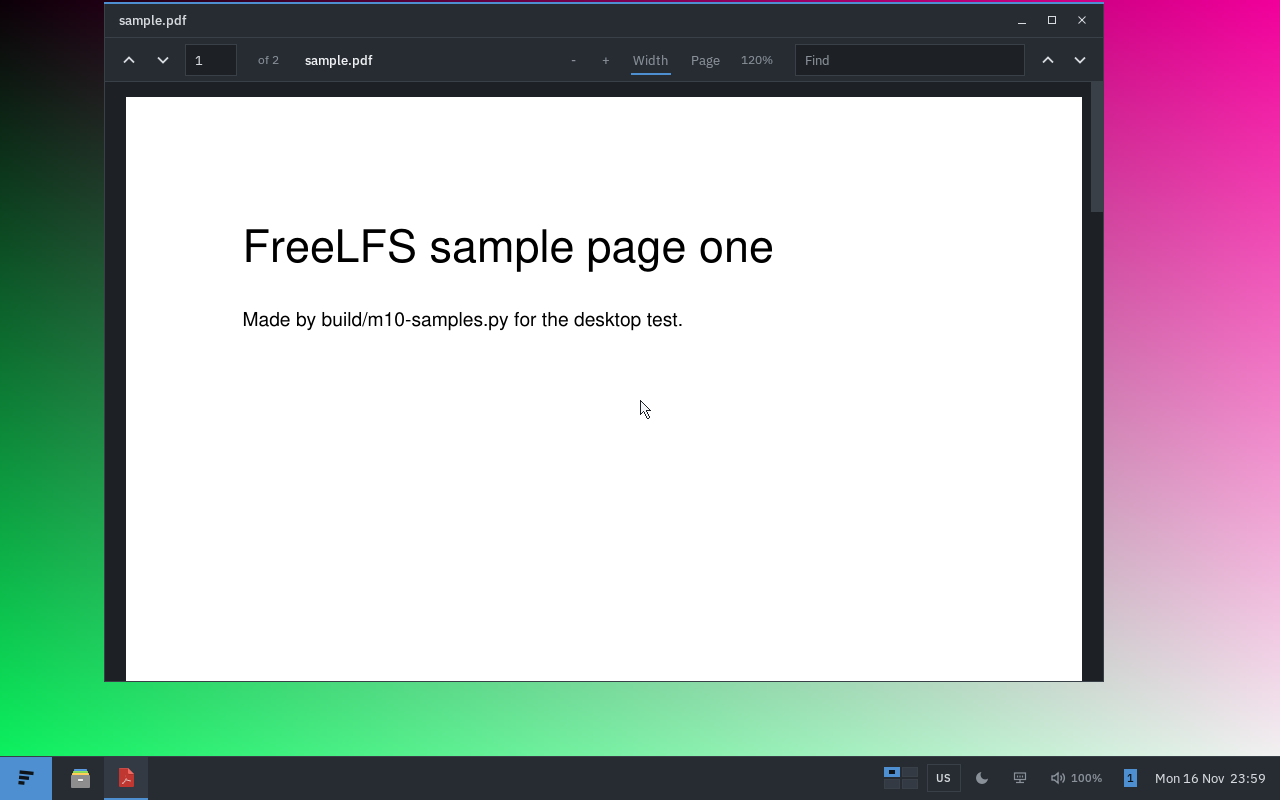 sample.pdf
1 of 2 sample.pdf - + Width Page 120% Find
FreeLFS sample page one
Made by build/m10-samples.py for the desktop test.
US 100% 1 Mon 16 Nov 23:59